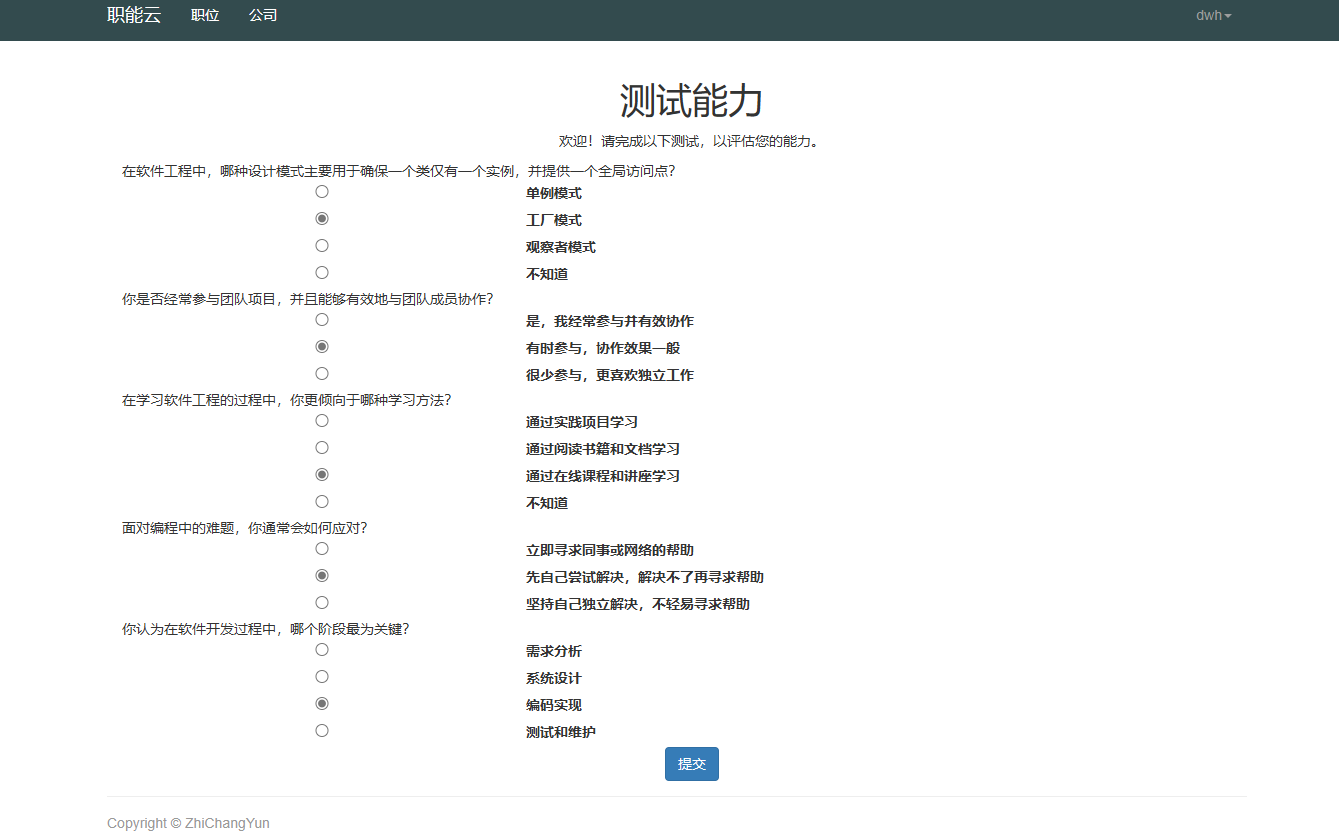 职能云 职位 公司 dwh
测试能力
欢迎！请完成以下测试，以评估您的能力。
在软件工程中，哪种设计模式主要用于确保一个类仅有一个实例，并提供一个全局访问点？
单例模式
工厂模式
观察者模式
不知道
你是否经常参与团队项目，并且能够有效地与团队成员协作？
是，我经常参与并有效协作
有时参与，协作效果一般
很少参与，更喜欢独立工作
在学习软件工程的过程中，你更倾向于哪种学习方法？
通过实践项目学习
通过阅读书籍和文档学习
通过在线课程和讲座学习
不知道
面对编程中的难题，你通常会如何应对？
立即寻求同事或网络的帮助
先自己尝试解决，解决不了再寻求帮助
坚持自己独立解决，不轻易寻求帮助
你认为在软件开发过程中，哪个阶段最为关键？
需求分析
系统设计
编码实现
测试和维护
提交
Copyright © ZhiChangYun